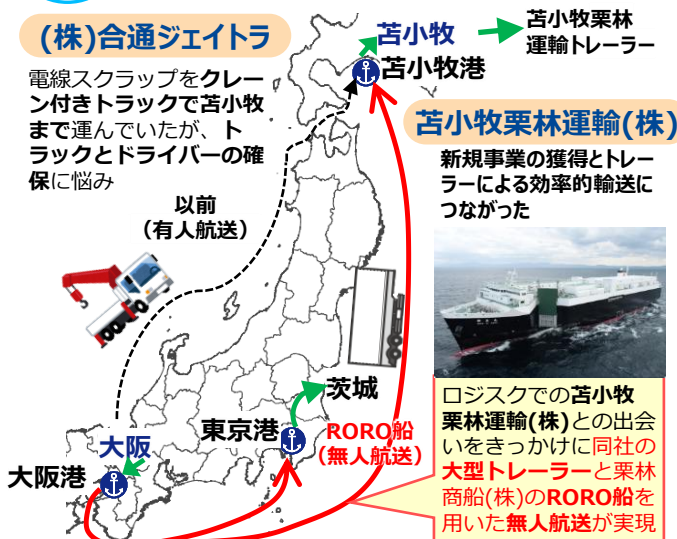 (株)合通ジェイトラ
電線スクラップをクレー
ン付きトラックで苫小牧
まで運んでいたが、ト
ラックとドライバーの確
保に悩み
以前
（有人航送）
苫小牧
苫小牧港
苫小牧栗林
運輸トレーラー
苫小牧栗林運輸(株)
新規事業の獲得とトレー
ラーによる効率的輸送に
つながった
茨城
東京港
RORO船
（無人航送）
大阪
大阪港
ロジスクでの苫小牧
栗林運輸(株)との出会
いをきっかけに同社の
大型トレーラーと栗林
商船(株)のRORO船を
用いた無人航送が実現